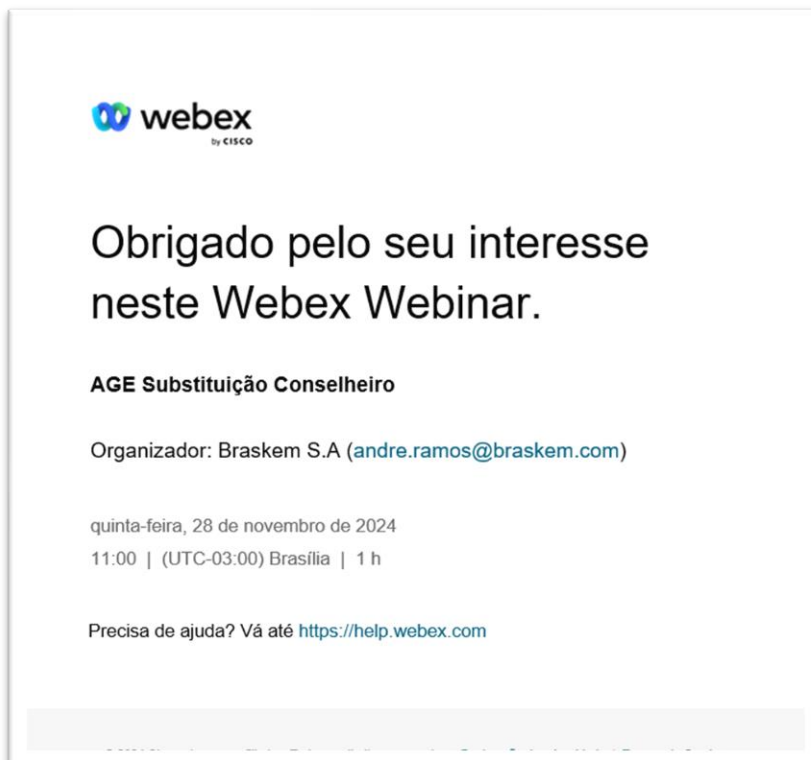 webex
by CISCO
Obrigado pelo seu interesse
neste Webex Webinar.
AGE Substituição Conselheiro
Organizador: Braskem S.A (andre.ramos@braskem.com)
quinta-feira, 28 de novembro de 2024
11:00 | (UTC-03:00) Brasília | 1 h
Precisa de ajuda? Vá até https://help.webex.com